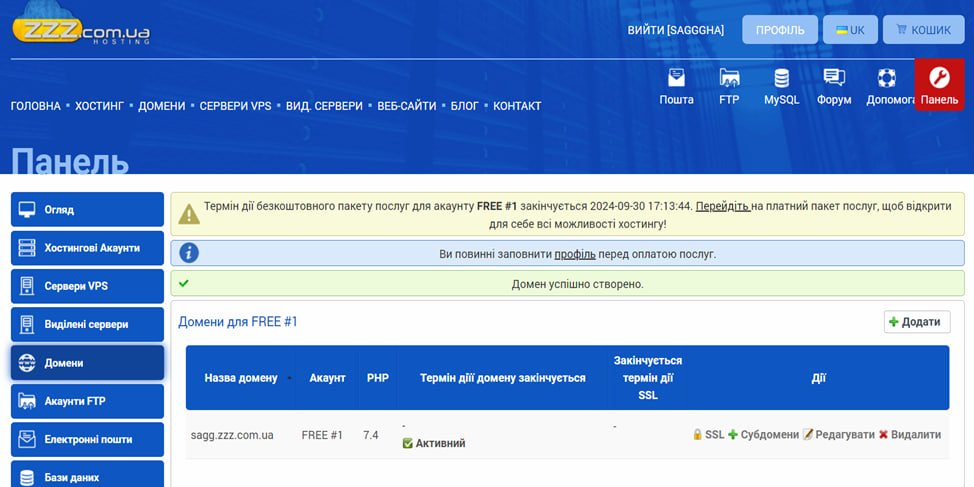 zzz.com.ua
HOSTING
ВИЙТИ [SAGGGHA]
ПРОФІЛЬ
UK
КОШИК
Пошта
FTP
MySQL
Форум
Допомога
Панель
ГОЛОВНА ▪ ХОСТИНГ ▪ ДОМЕНИ ▪ СЕРВЕРИ VPS ▪ ВИД. СЕРВЕРИ ▪ ВЕБ-САЙТИ ▪ БЛОГ ▪ КОНТАКТ
Панель
Огляд
Хостингові Акаунти
Сервери VPS
Виділені сервери
Домени
Акаунти FTP
Електронні пошти
Бази даних
Термін дії безкоштовного пакету послуг для акаунту FREE #1 закінчується 2024-09-30 17:13:44. Перейдіть на платний пакет послуг, щоб відкрити
для себе всі можливості хостингу!
Ви повинні заповнити профіль перед оплатою послуг.
Домен успішно створено.
Домени для FREE #1
Додати
Назва домену
Акаунт
PHP
Термін дії домену закінчується
Закінчується
термін дії
SSL
Дії
sagg.zzz.com.ua
FREE #1
7.4
-
Активний
-
SSL Субдомени Редагувати Видалити